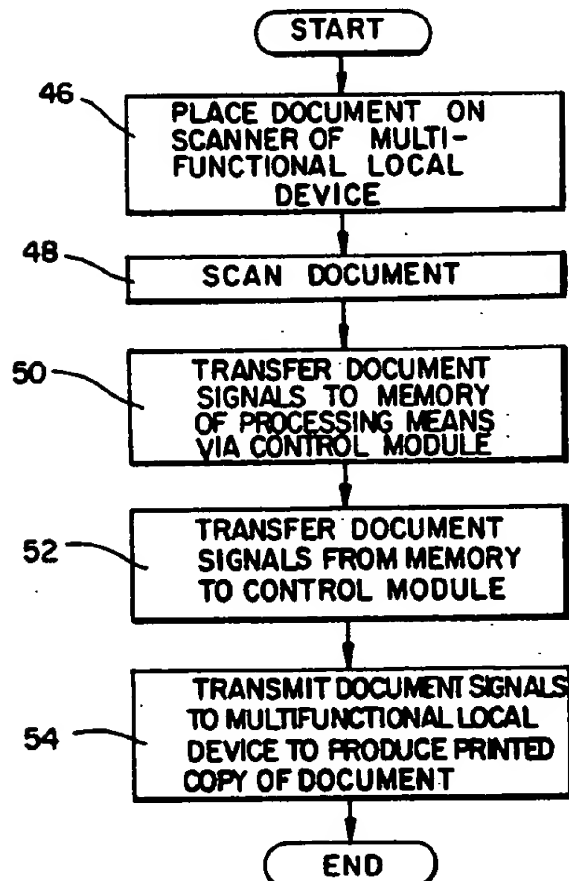 START
46
PLACE DOCUMENT ON
SCANNER OF MULTI-
FUNCTIONAL LOCAL
DEVICE
48
SCAN DOCUMENT
50
TRANSFER DOCUMENT
SIGNALS TO MEMORY
OF PROCESSING MEANS
VIA CONTROL MODULE
52
TRANSFER DOCUMENT
SIGNALS FROM MEMORY
TO CONTROL MODULE
54
TRANSMIT DOCUMENT SIGNALS
TO MULTIFUNCTIONAL LOCAL
DEVICE TO PRODUCE PRINTED
COPY OF DOCUMENT
END